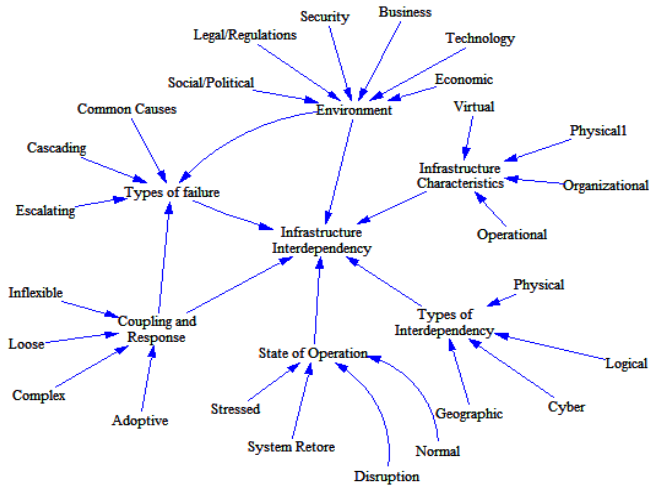 Business
Security
Legal/Regulations
Technology
Social/Political
Economic
Environment
Common Causes
Virtual
Physical1
Cascading
Infrastructure
Characteristics
Types of failure
Organizational
Escalating
Infrastructure
Interdependency
Operational
Inflexible
Physical
Coupling and
Response
Types of
Interdependency
Loose
State of Operation
Logical
Complex
Stressed
Geographic
Cyber
Adoptive
System Retore
Normal
Disruption